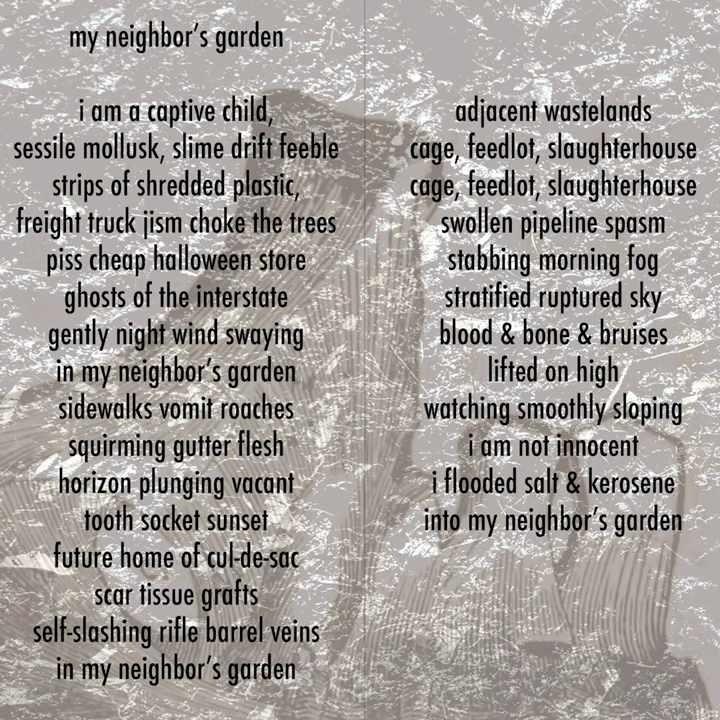 my neighbor's garden
i am a captive child,
sessile mollusk, slime drift feeble
strips of shredded plastic,
freight truck jism choke the trees
piss cheap halloween store
ghosts of the interstate
gently night wind swaying
in my neighbor's garden
sidewalks vomit roaches
squirming gutter flesh
horizon plunging vacant
tooth socket sunset
future home of cul-de-sac
scar tissue grafts
self-slashing rifle barrel veins
in my neighbor's garden
adjacent wastelands
cage, feedlot, slaughterhouse
cage, feedlot, slaughterhouse
swollen pipeline spasm
stabbing morning fog
stratified ruptured sky
blood & bone & bruises
lifted on high
watching smoothly sloping
i am not innocent
i flooded salt & kerosene
into my neighbor's garden